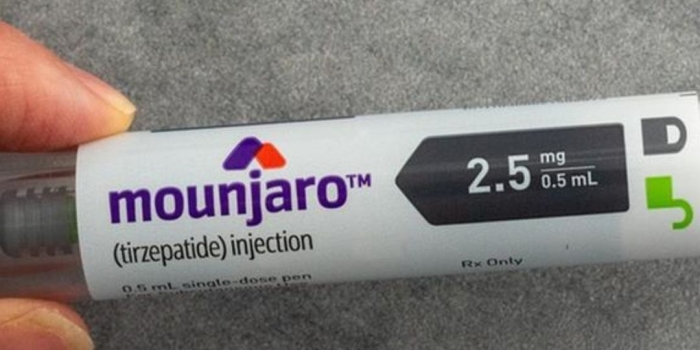 mounjaro™
(tirzepatide) injection
0.5 mL single-dose pen
2.5 mg
0.5 mL
Rx Only